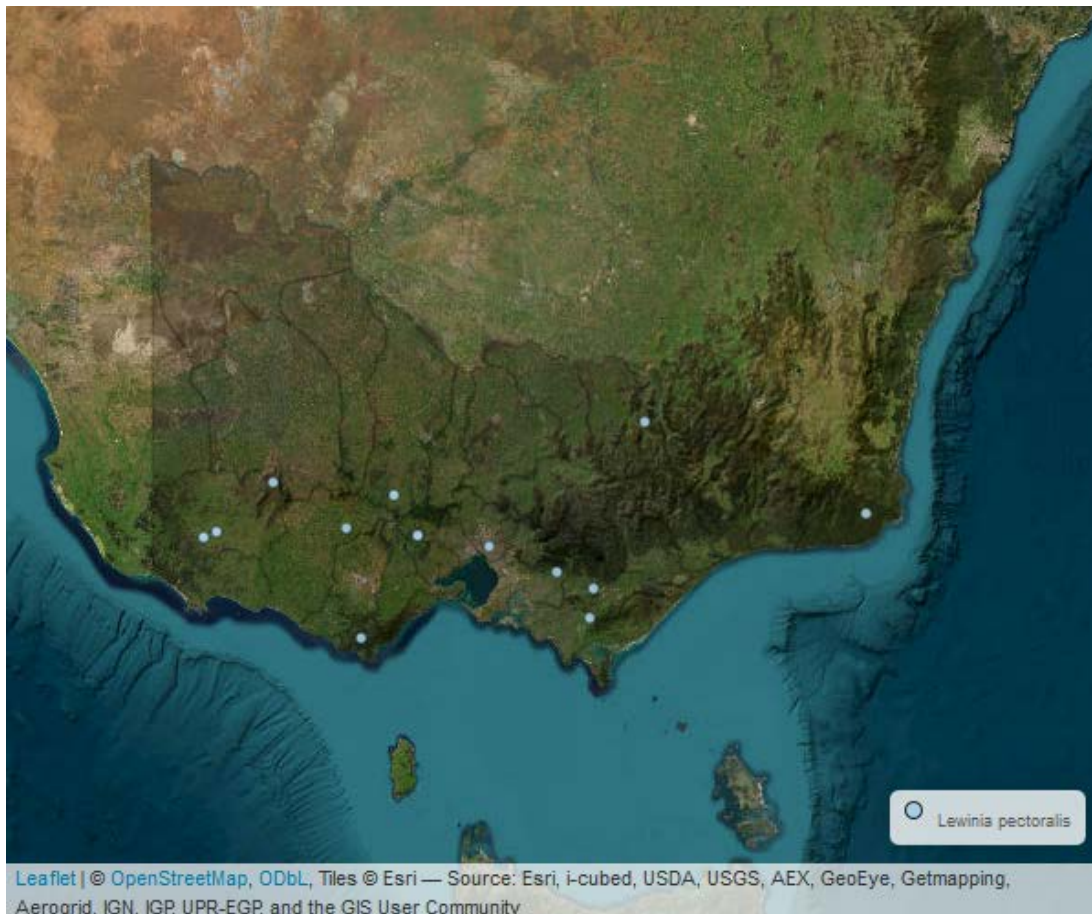 Lewinia pectoralis
Leaflet | © OpenStreetMap, ODbL, Tiles © Esri — Source: Esri, i-cubed, USDA, USGS, AEX, GeoEye, Getmapping,
Aerogrid, IGN, IGP, UPR-EGP, and the GIS User Community